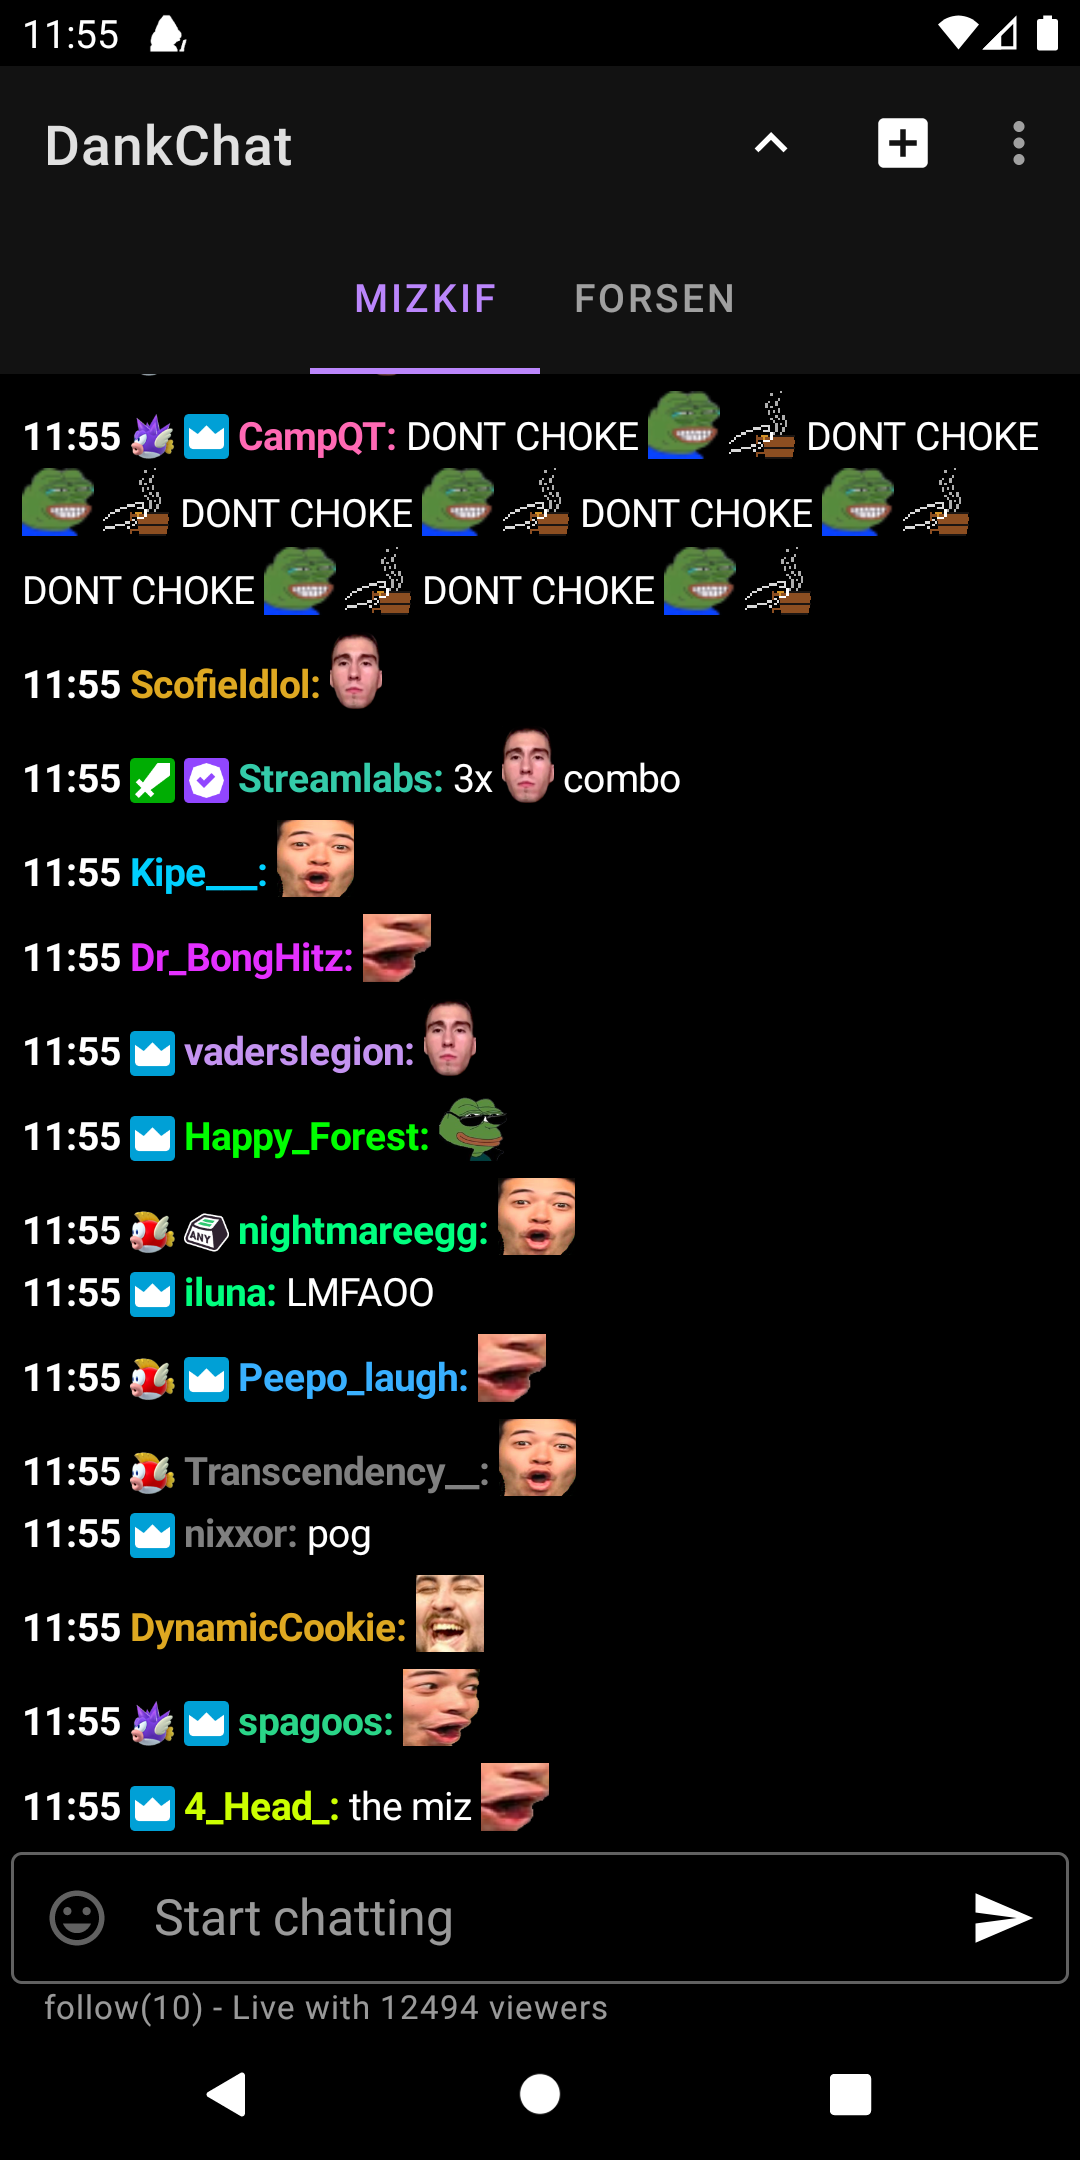 11:55
DankChat
MIZKIF FORSEN
11:55 CampQT: DONT CHOKE DONT CHOKE
DONT CHOKE DONT CHOKE
DONT CHOKE DONT CHOKE
11:55 Scofieldlol:
11:55 Streamlabs: 3x combo
11:55 Kipe___:
11:55 Dr_BongHitz:
11:55 vaderslegion:
11:55 Happy_Forest:
11:55 ANY nightmareegg:
11:55 iluna: LMFAOO
11:55 Peepo_laugh:
11:55 Transcendency__:
11:55 nixxor: pog
11:55 DynamicCookie:
11:55 spagoos:
11:55 4_Head_: the miz
Start chatting
follow(10) - Live with 12494 viewers